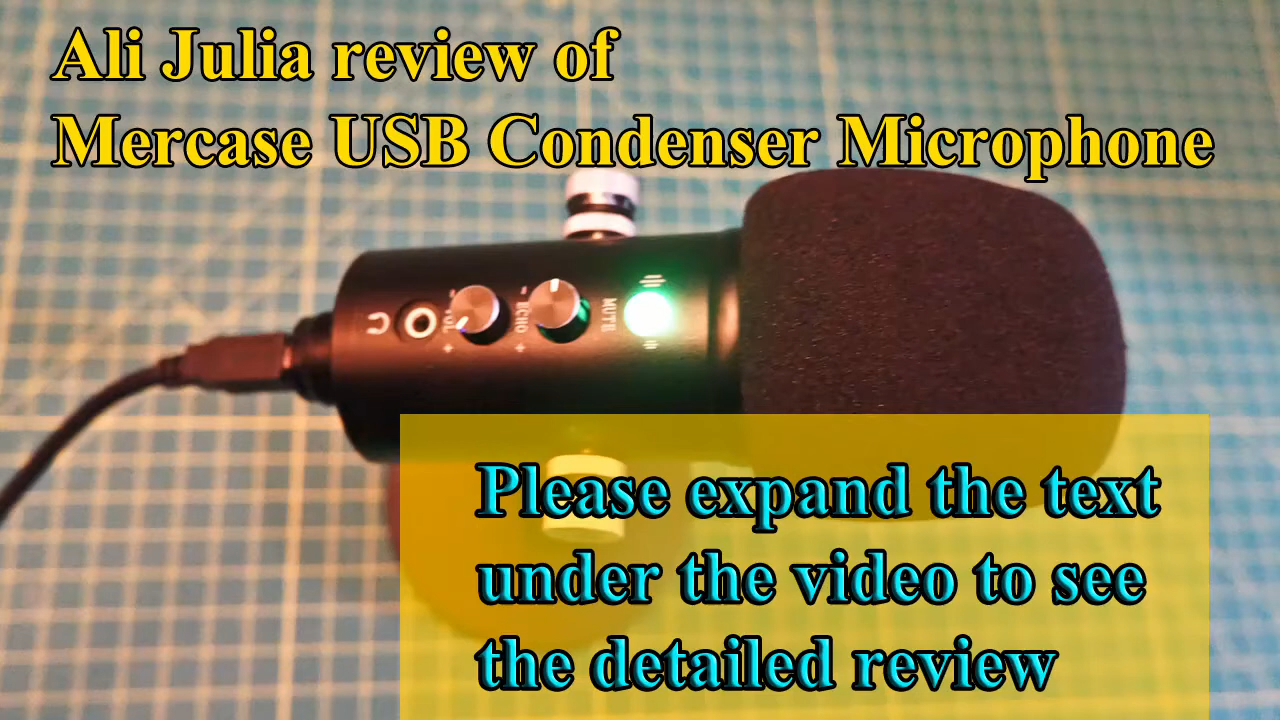 Ali Julia review of
Mercase USB Condenser Microphone
- VOL +
- ECHO +
MUTE
Please expand the text
under the video to see
the detailed review